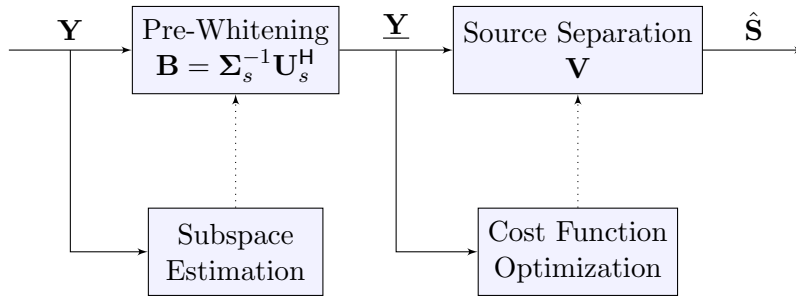 Y
Pre-Whitening
B = Σ_s^{-1} U_s^H
Y
Source Separation
V
Ŝ
Subspace
Estimation
Cost Function
Optimization